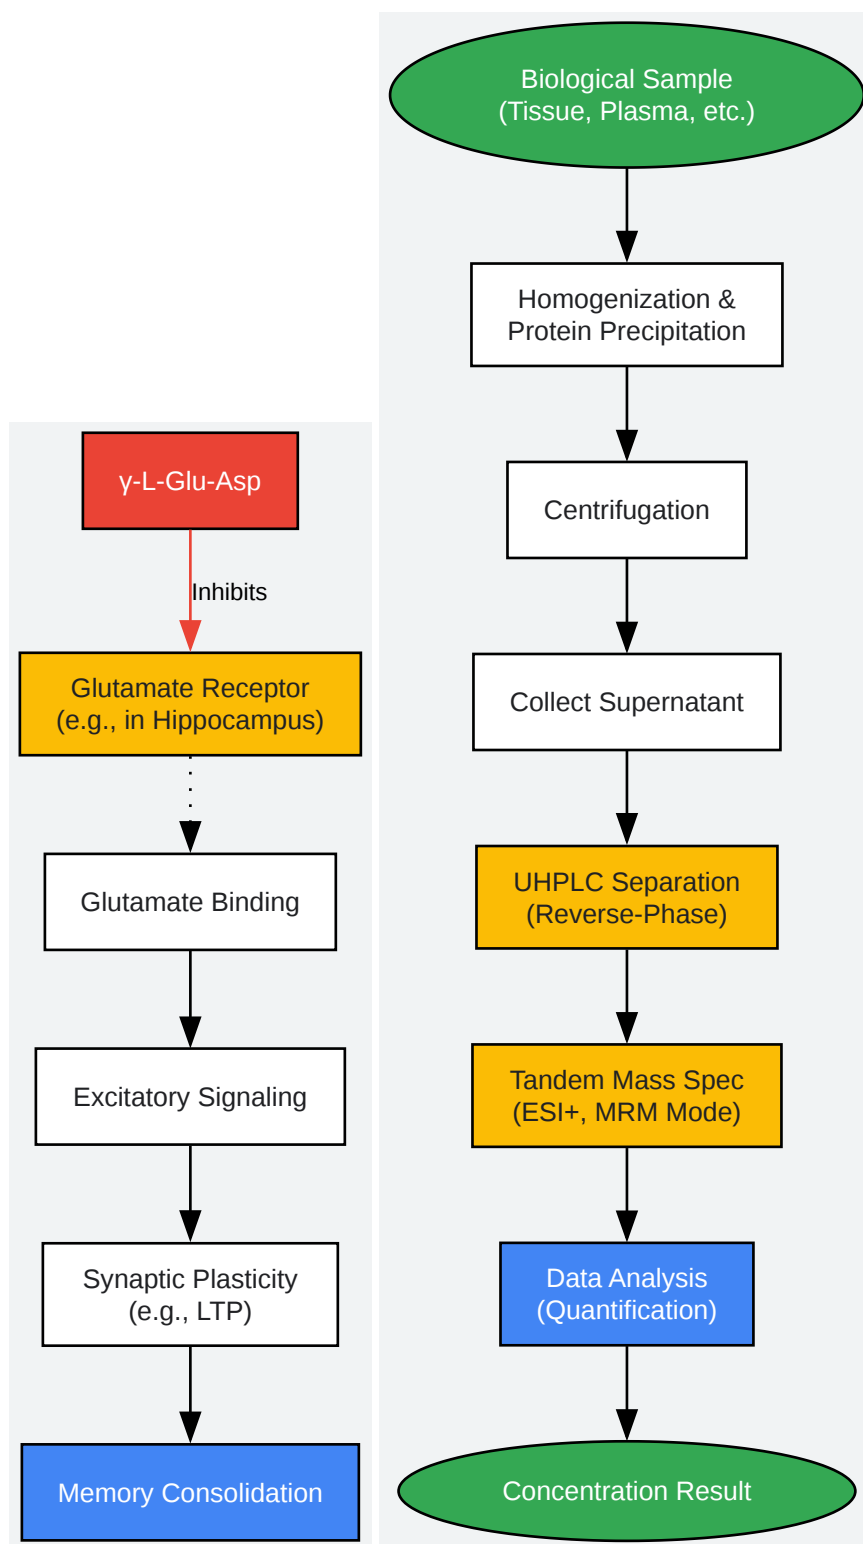 γ-L-Glu-Asp
Inhibits
Glutamate Receptor
(e.g., in Hippocampus)
Glutamate Binding
Excitatory Signaling
Synaptic Plasticity
(e.g., LTP)
Memory Consolidation
Biological Sample
(Tissue, Plasma, etc.)
Homogenization &
Protein Precipitation
Centrifugation
Collect Supernatant
UHPLC Separation
(Reverse-Phase)
Tandem Mass Spec
(ESI+, MRM Mode)
Data Analysis
(Quantification)
Concentration Result